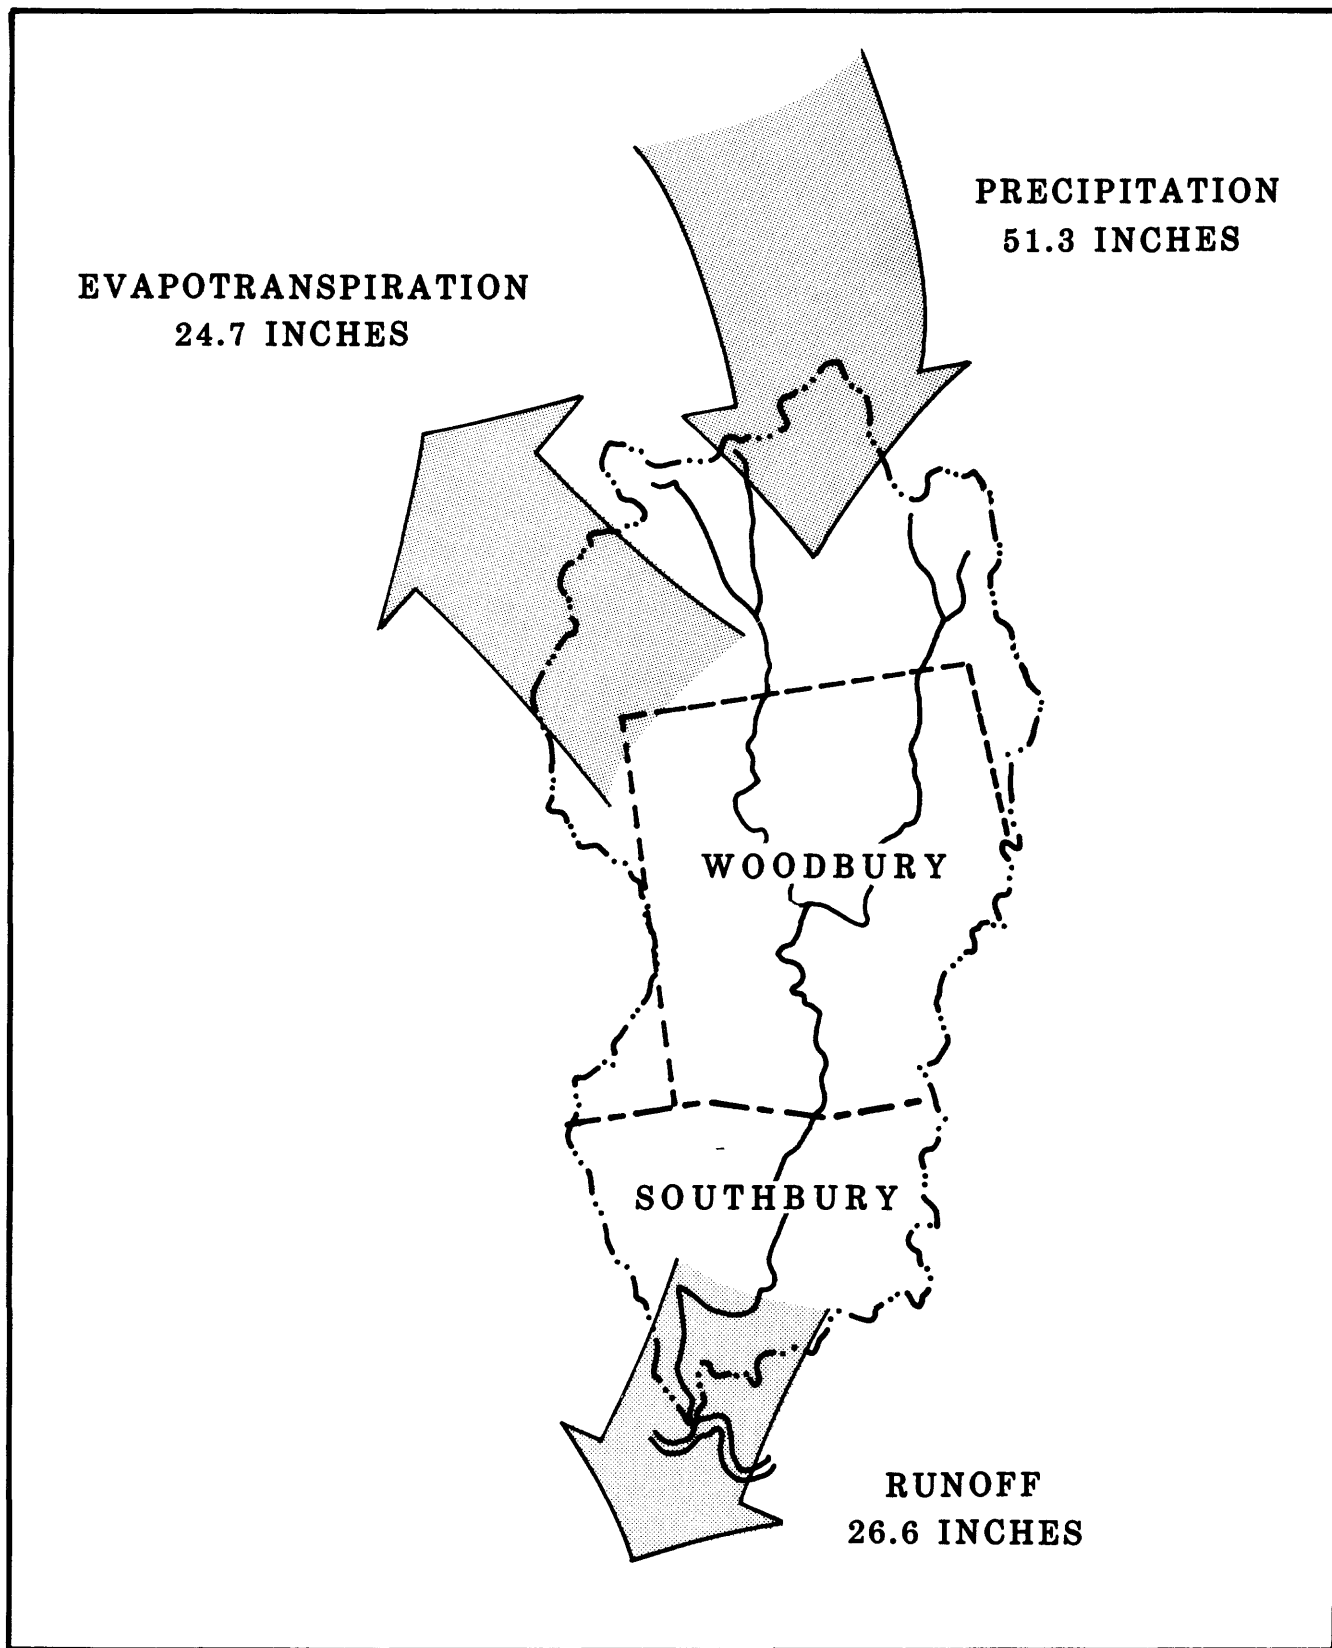 PRECIPITATION
51.3 INCHES
EVAPOTRANSPIRATION
24.7 INCHES
WOODBURY
SOUTHBURY
RUNOFF
26.6 INCHES